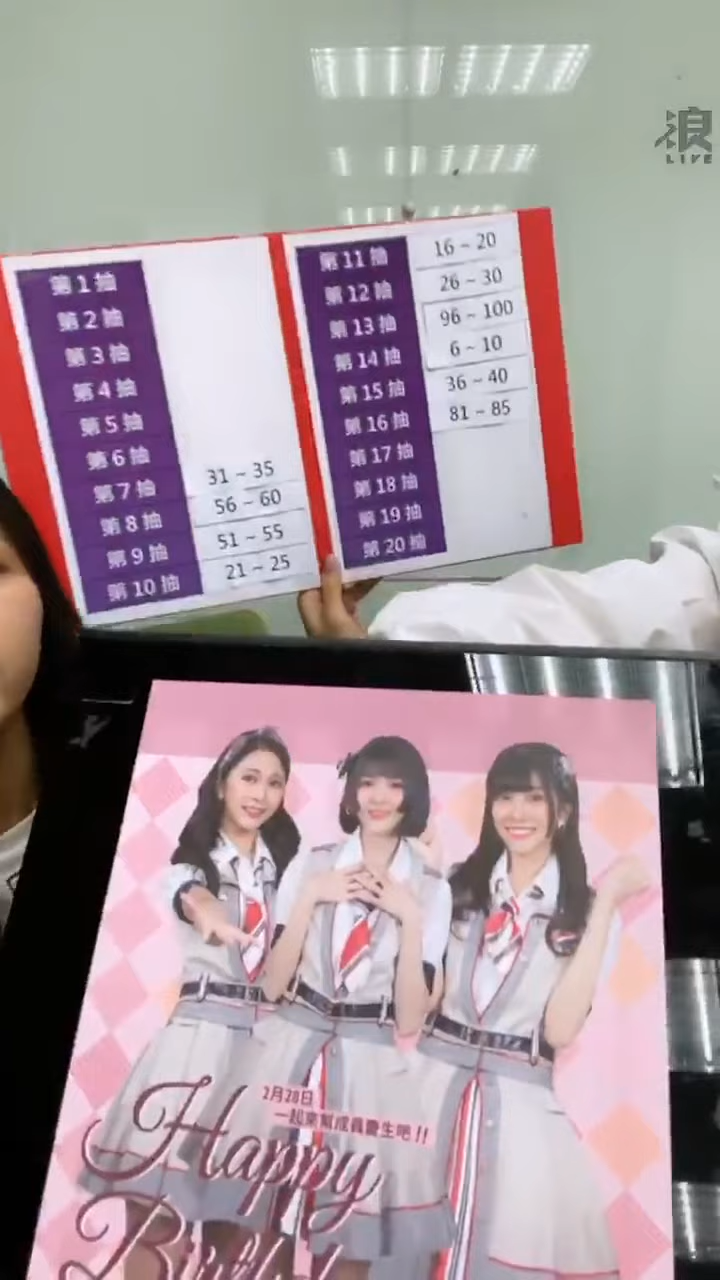 浪
LIVE
第1抽
第2抽
第3抽
第4抽
第5抽
第6抽
第7抽 31~35
第8抽 56~60
第9抽 51~55
第10抽 21~25
第11抽 16~20
第12抽 26~30
第13抽 96~100
第14抽 6~10
第15抽 36~40
第16抽 81~85
第17抽
第18抽
第19抽
第20抽
2月28日
一起來幫成員慶生吧!!
Happy